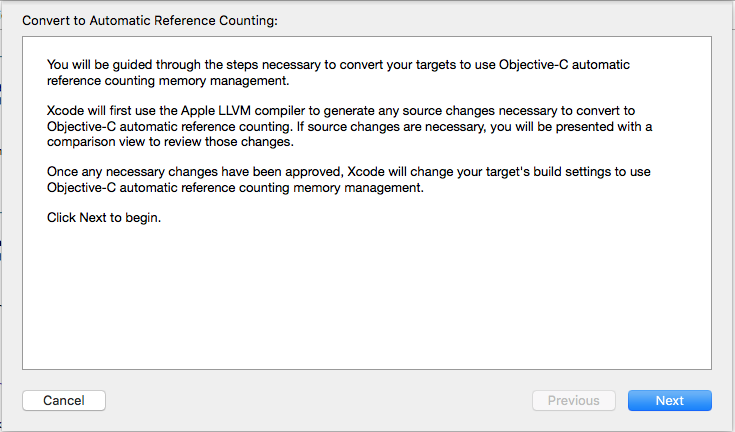 Convert to Automatic Reference Counting:
You will be guided through the steps necessary to convert your targets to use Objective-C automatic
reference counting memory management.
Xcode will first use the Apple LLVM compiler to generate any source changes necessary to convert to
Objective-C automatic reference counting. If source changes are necessary, you will be presented with a
comparison view to review those changes.
Once any necessary changes have been approved, Xcode will change your target's build settings to use
Objective-C automatic reference counting memory management.
Click Next to begin.
Cancel
Previous
Next